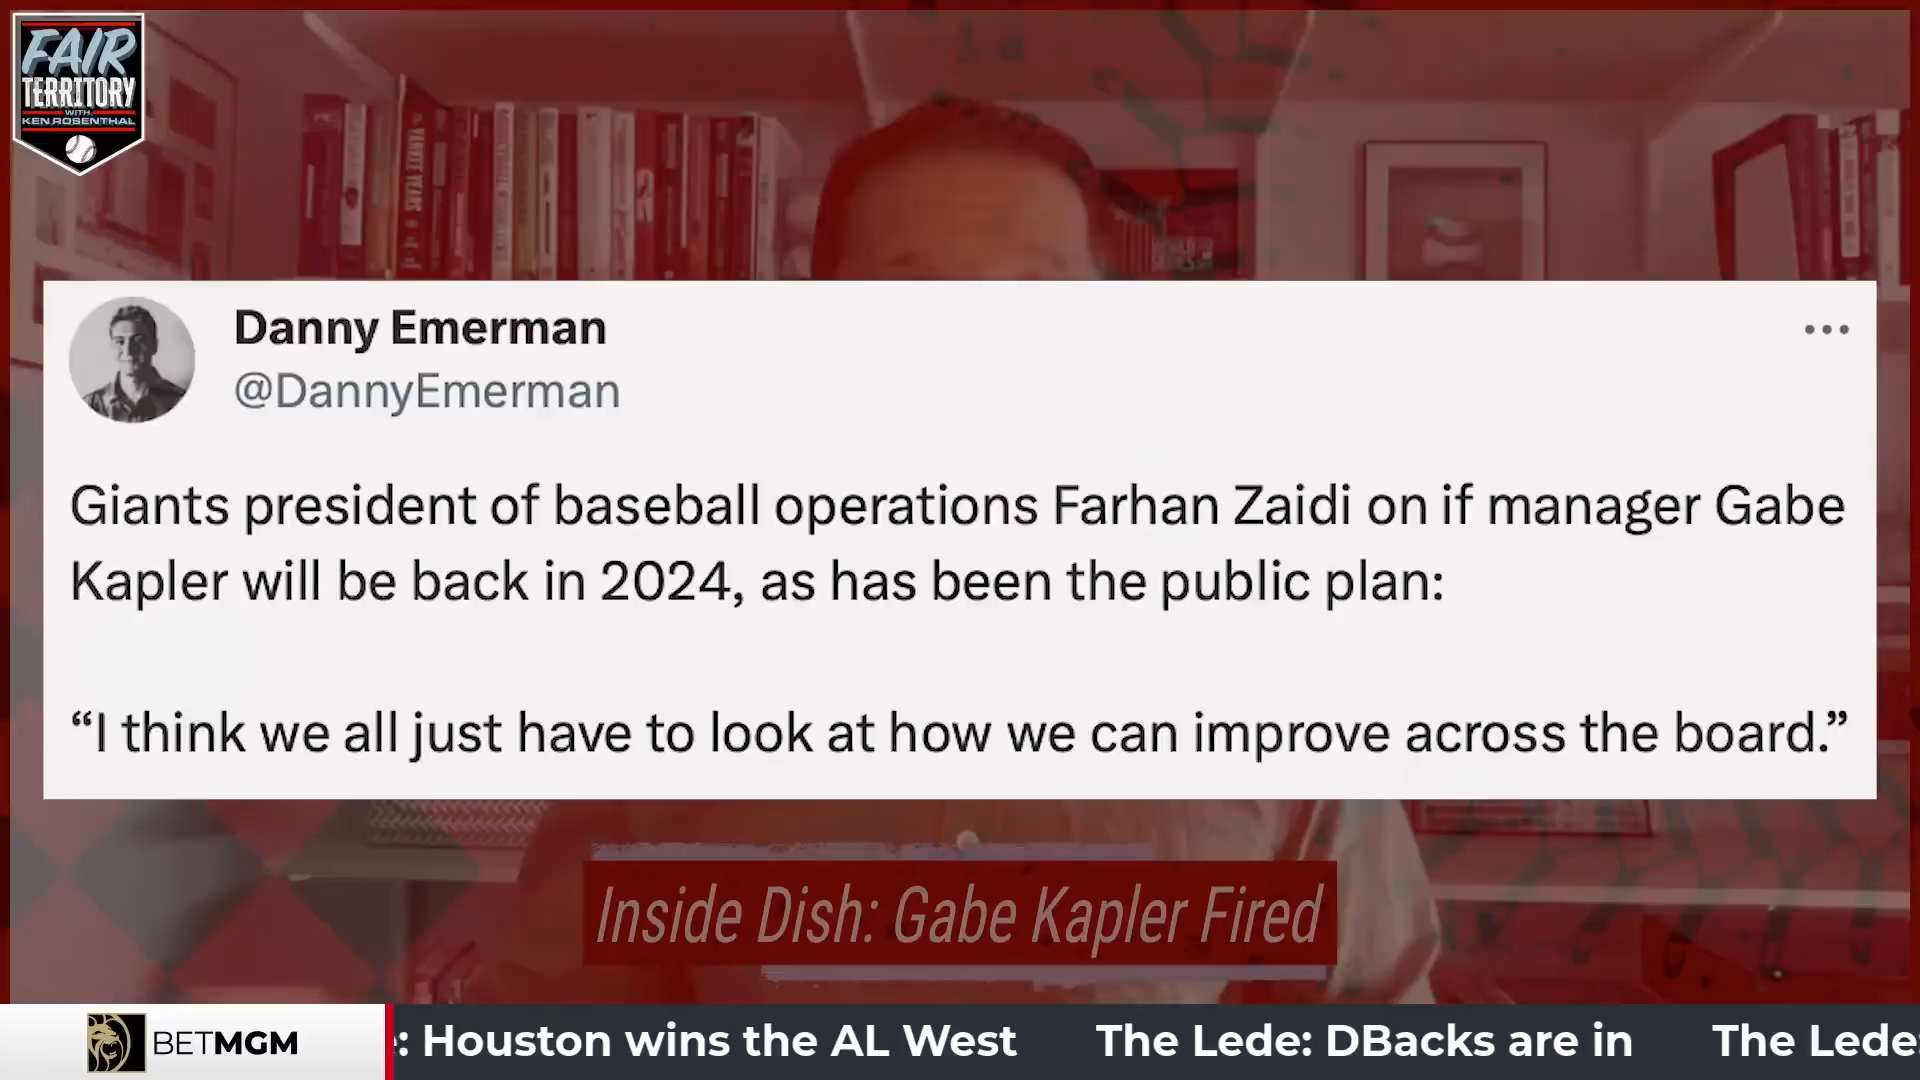 FAIR
TERRITORY
WITH
KEN ROSENTHAL
YANKEE YEARS
Danny Emerman
@DannyEmerman
Giants president of baseball operations Farhan Zaidi on if manager Gabe
Kapler will be back in 2024, as has been the public plan:
“I think we all just have to look at how we can improve across the board.”
Inside Dish: Gabe Kapler Fired
BETMGM
: Houston wins the AL West The Lede: DBacks are in The Lede: